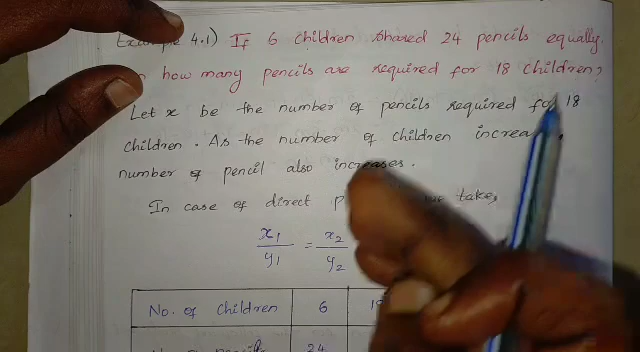 Example 4.1) If 6 children shared 24 pencils equally.
how many pencils are required for 18 children?
Let x be the number of pencils required for 18
children. As the number of children
number of pencil also increases.
In case of direct take,
x1/y1 = x2/y2
No. of children 6
24